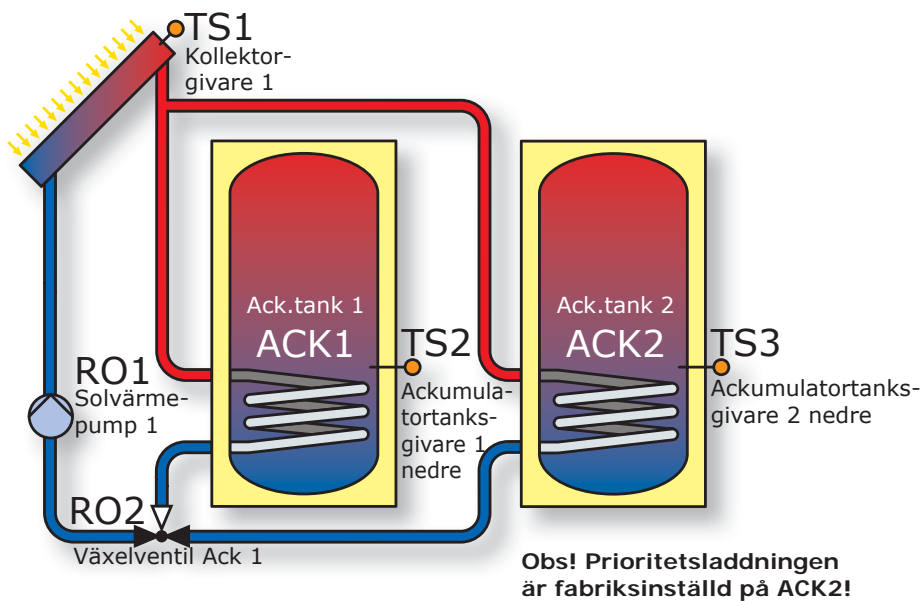 TS1
Kollektor-
givare 1
Ack.tank 1
ACK1
TS2
Ackumula-
tortanks-
givare 1
nedre
Ack.tank 2
ACK2
TS3
Ackumulatortanks-
givare 2 nedre
RO1
Solvärme-
pump 1
RO2
Växelventil Ack 1
Obs! Prioritetsladdningen
är fabriksinställd på ACK2!